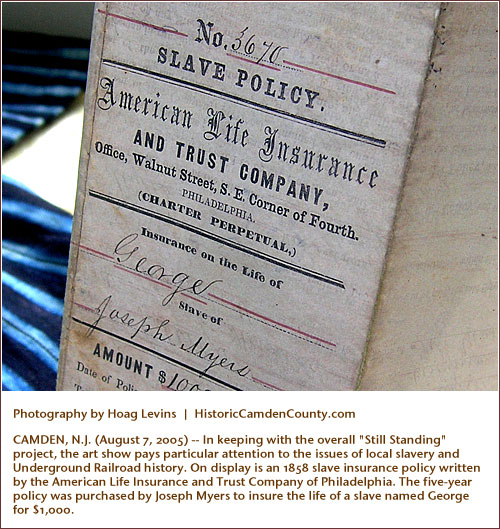 No. 3670
SLAVE POLICY.
American Life Insurance
AND TRUST COMPANY,
Office, Walnut Street, S. E. Corner of Fourth.
PHILADELPHIA.
(CHARTER PERPETUAL,)
Insurance on the Life of
George
Slave of
Joseph Myers
AMOUNT $1000
Date of
Photography by Hoag Levins | HistoricCamdenCounty.com
CAMDEN, N.J. (August 7, 2005) -- In keeping with the overall "Still Standing"
project, the art show pays particular attention to the issues of local slavery and
Underground Railroad history. On display is an 1858 slave insurance policy written
by the American Life Insurance and Trust Company of Philadelphia. The five-year
policy was purchased by Joseph Myers to insure the life of a slave named George
for $1,000.